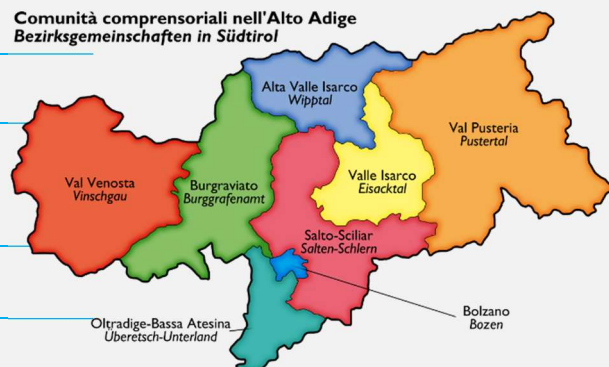 Comunità comprensoriali nell'Alto Adige
Bezirksgemeinschaften in Südtirol
Alta Valle Isarco
Wipptal
Val Pusteria
Pustertal
Val Venosta
Vinschgau
Burgraviato
Burggrafenamt
Valle Isarco
Eisacktal
Salto-Sciliar
Salten-Schlern
Bolzano
Bozen
Oltradige-Bassa Atesina
Überetsch-Unterland